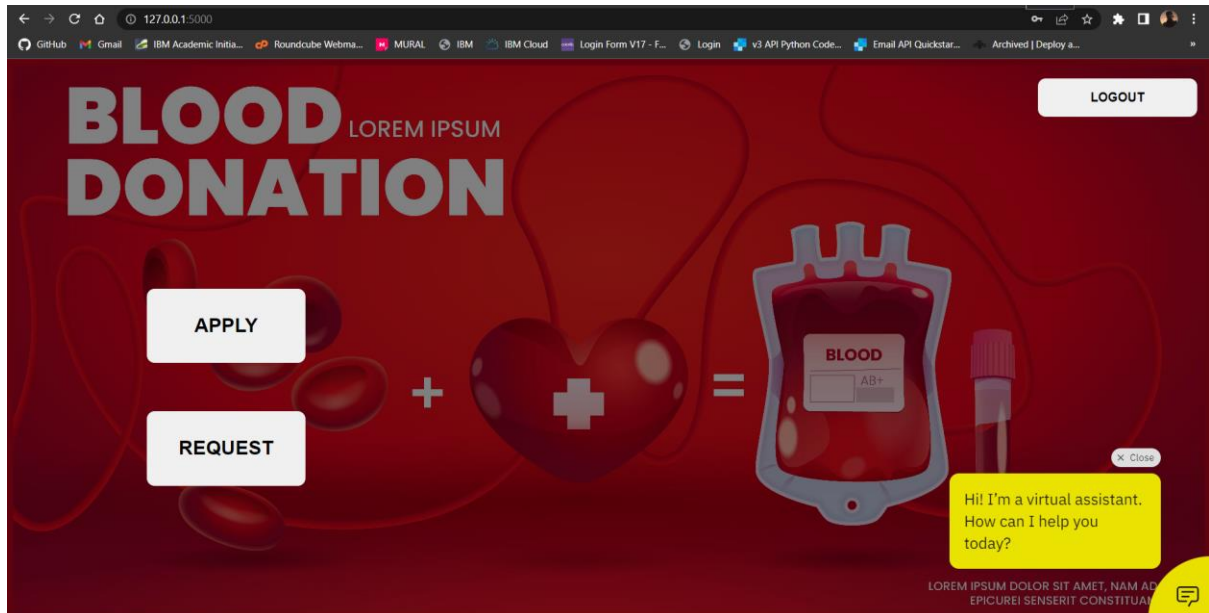 127.0.0.1:5000
GitHub Gmail IBM Academic Initia... Roundcube Webma... MURAL IBM IBM Cloud Login Form V17 - F... Login v3 API Python Code... Email API Quickstar... Archived | Deploy a... »
LOGOUT
BLOOD LOREM IPSUM
DONATION
APPLY
+ =
BLOOD
AB+
REQUEST
× Close
Hi! I'm a virtual assistant.
How can I help you
today?
LOREM IPSUM DOLOR SIT AMET, NAM AD
EPICUREI SENSERIT CONSTITUAM